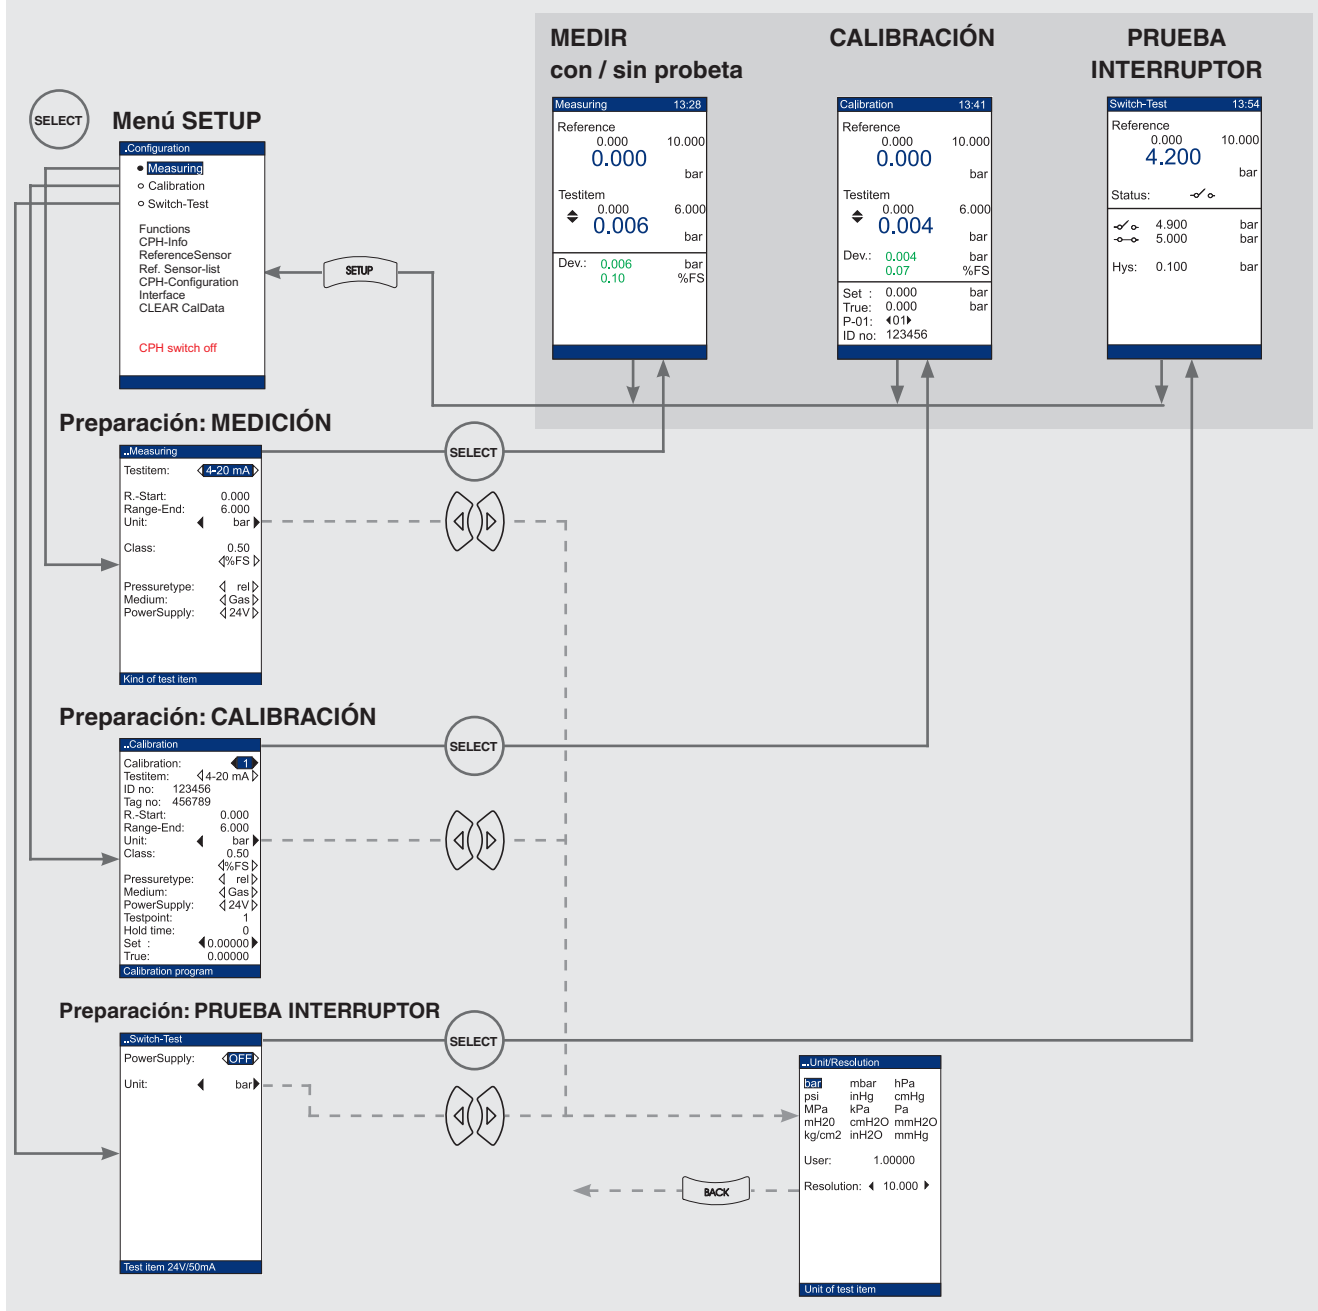 MEDIR
con / sin probeta
CALIBRACIÓN
PRUEBA
INTERRUPTOR
SELECT
Menú SETUP
.Configuration
Measuring
Calibration
Switch-Test
Functions
CPH-Info
ReferenceSensor
Ref. Sensor-list
CPH-Configuration
Interface
CLEAR CalData
CPH switch off
SETUP
Measuring 13:28
Reference
0.000 10.000
0.000
bar
Testitem
0.000 6.000
0.006
bar
Dev.: 0.006 bar
0.10 %FS
Calibration 13:41
Reference
0.000 10.000
0.000
bar
Testitem
0.000 6.000
0.004
bar
Dev.: 0.004 bar
0.07 %FS
Set : 0.000 bar
True: 0.000 bar
P-01: 01
ID no: 123456
Switch-Test 13:54
Reference
0.000 10.000
4.200
bar
Status:
4.900 bar
5.000 bar
Hys: 0.100 bar
Preparación: MEDICIÓN
..Measuring
Testitem: 4-20 mA
R.-Start: 0.000
Range-End: 6.000
Unit: bar
Class: 0.50
%FS
Pressuretype: rel
Medium: Gas
PowerSupply: 24V
Kind of test item
SELECT
Preparación: CALIBRACIÓN
..Calibration
Calibration: 1
Testitem: 4-20 mA
ID no: 123456
Tag no: 456789
R.-Start: 0.000
Range-End: 6.000
Unit: bar
Class: 0.50
%FS
Pressuretype: rel
Medium: Gas
PowerSupply: 24V
Testpoint: 1
Hold time: 0
Set : 0.00000
True: 0.00000
Calibration program
SELECT
Preparación: PRUEBA INTERRUPTOR
..Switch-Test
PowerSupply: OFF
Unit: bar
Test item 24V/50mA
SELECT
...Unit/Resolution
bar mbar hPa
psi inHg cmHg
MPa kPa Pa
mH20 cmH2O mmH2O
kg/cm2 inH2O mmHg
User: 1.00000
Resolution: 10.000
Unit of test item
BACK